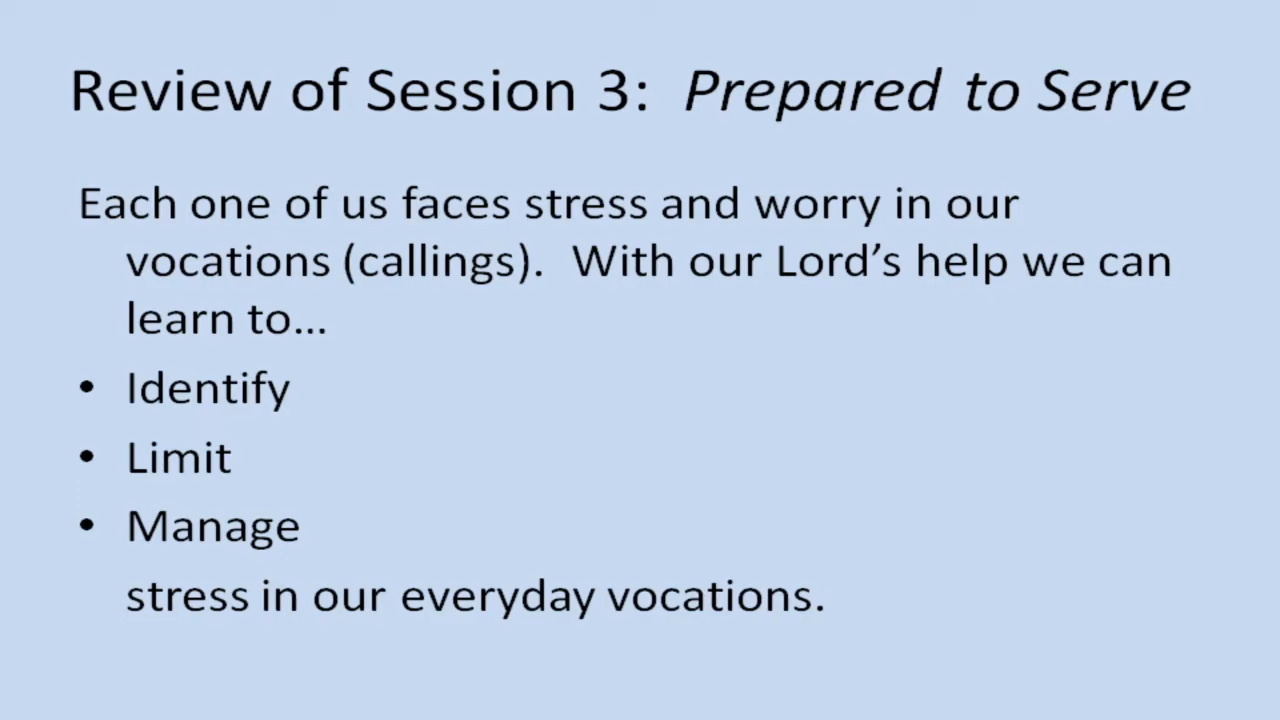 Review of Session 3:  Prepared to Serve
Each one of us faces stress and worry in our
vocations (callings).  With our Lord’s help we can
learn to…
• Identify
• Limit
• Manage
stress in our everyday vocations.